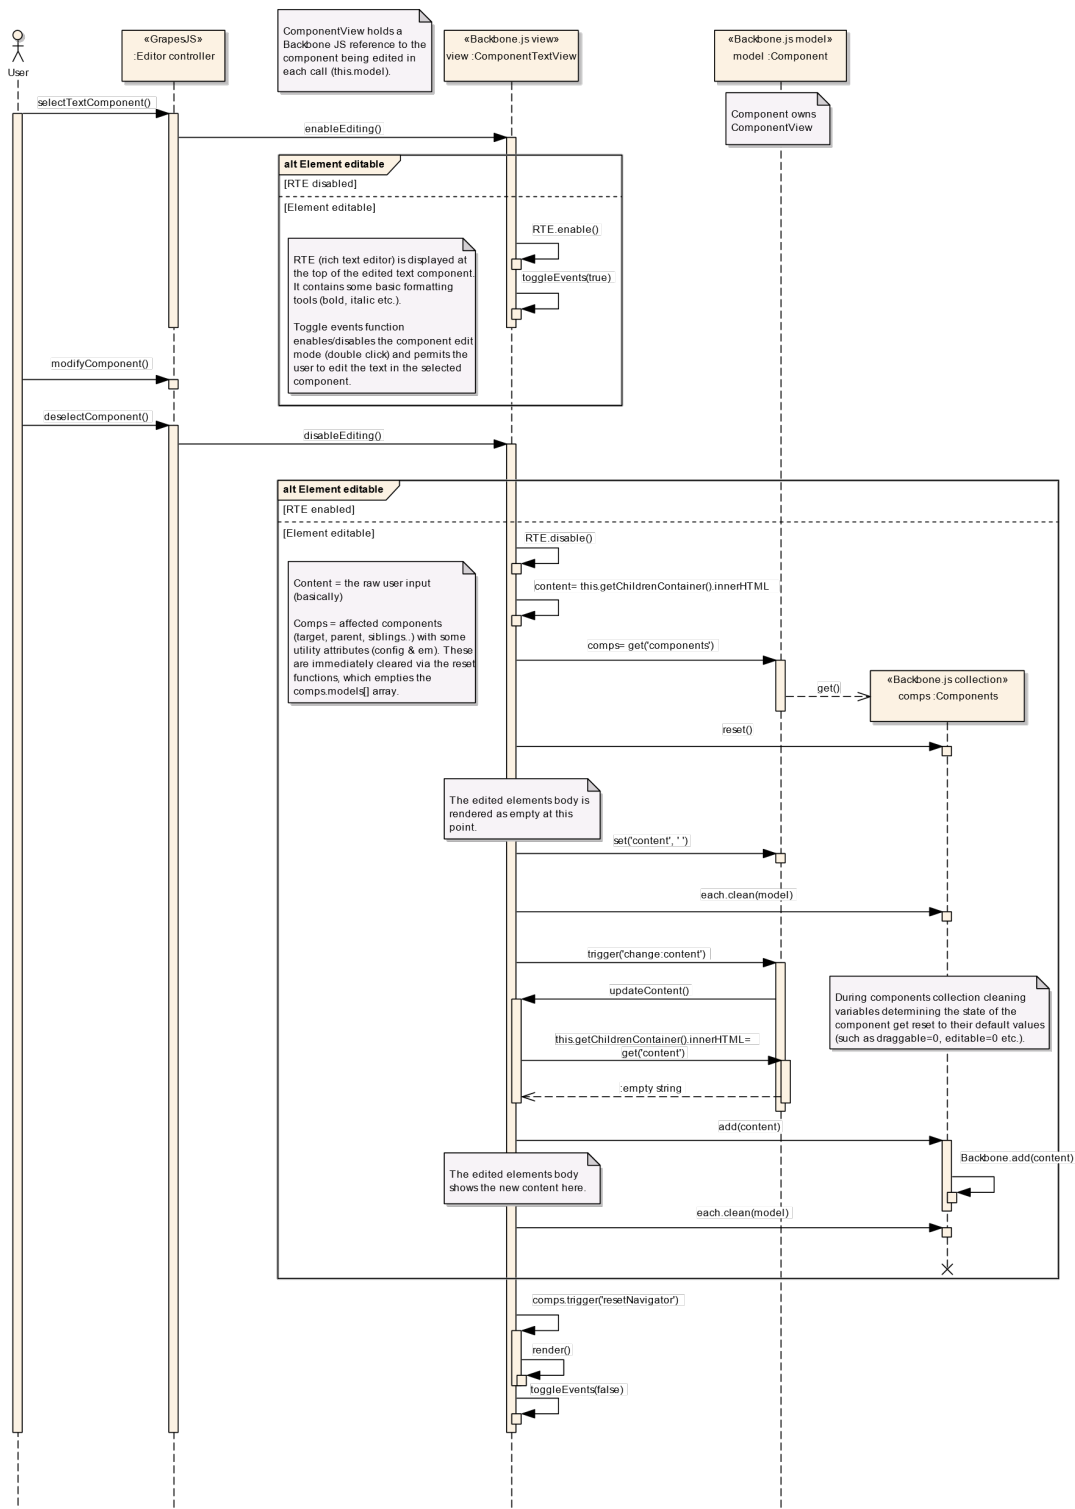 ComponentView holds a
Backbone JS reference to the
component being edited in
each call (this.model).
User
«GrapesJS»
:Editor controller
«Backbone.js view»
view :ComponentTextView
«Backbone.js model»
model :Component
Component owns
ComponentView
selectTextComponent()
enableEditing()
alt Element editable
[RTE disabled]
[Element editable]
RTE.enable()
RTE (rich text editor) is displayed at
the top of the edited text component.
It contains some basic formatting
tools (bold, italic etc.).
Toggle events function
enables/disables the component edit
mode (double click) and permits the
user to edit the text in the selected
component.
toggleEvents(true)
modifyComponent()
deselectComponent()
disableEditing()
alt Element editable
[RTE enabled]
[Element editable]
RTE.disable()
Content = the raw user input
(basically)
Comps = affected components
(target, parent, siblings..) with some
utility attributes (config & em). These
are immediately cleared via the reset
functions, which empties the
comps.models[] array.
content= this.getChildrenContainer().innerHTML
comps= get('components')
get()
«Backbone.js collection»
comps :Components
reset()
The edited elements body is
rendered as empty at this
point.
set('content', ' ')
each.clean(model)
trigger('change:content')
updateContent()
During components collection cleaning
variables determining the state of the
component get reset to their default values
(such as draggable=0, editable=0 etc.).
this.getChildrenContainer().innerHTML=
get('content')
:empty string
add(content)
Backbone.add(content)
The edited elements body
shows the new content here.
each.clean(model)
comps.trigger('resetNavigator')
render()
toggleEvents(false)